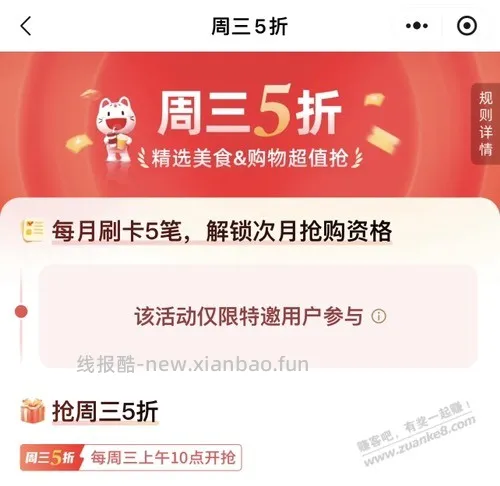 周三5折
周三5折
精选美食&购物超值抢
规则详情
每月刷卡5笔，解锁次月抢购资格
该活动仅限特邀用户参与
线报酷-new.xianbao.fun
抢周三5折
周三5折 每周三上午10点开抢
赚客吧，有奖一起赚！
www.zuanke8.com